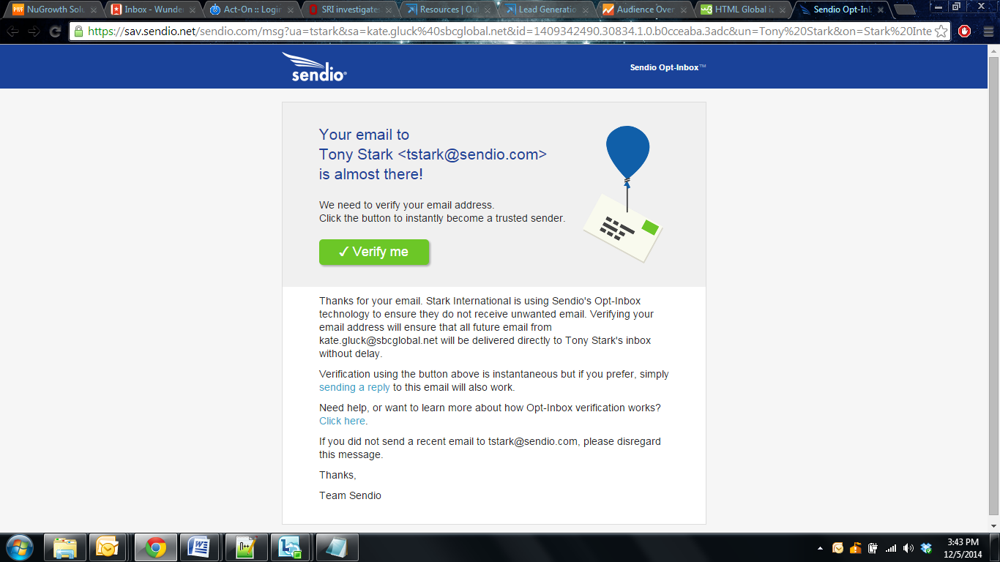 NuGrowth Solu
Inbox - Wunder
Act-On :: Login
SRI investigates
Resources | Out
Lead Generatio
Audience Over
HTML Global id
Sendio Opt-Inb
https://sav.sendio.net/sendio.com/msg?ua=tstark&sa=kate.gluck%40sbcglobal.net&id=1409342490.30834.1.0.b0cceaba.3adc&un=Tony%20Stark&on=Stark%20Inte
sendio
Sendio Opt-Inbox™
Your email to
Tony Stark <tstark@sendio.com>
is almost there!
We need to verify your email address.
Click the button to instantly become a trusted sender.
✓ Verify me
Thanks for your email. Stark International is using Sendio's Opt-Inbox
technology to ensure they do not receive unwanted email. Verifying your
email address will ensure that all future email from
kate.gluck@sbcglobal.net will be delivered directly to Tony Stark's inbox
without delay.
Verification using the button above is instantaneous but if you prefer, simply
sending a reply to this email will also work.
Need help, or want to learn more about how Opt-Inbox verification works?
Click here.
If you did not send a recent email to tstark@sendio.com, please disregard
this message.
Thanks,
Team Sendio
3:43 PM
12/5/2014